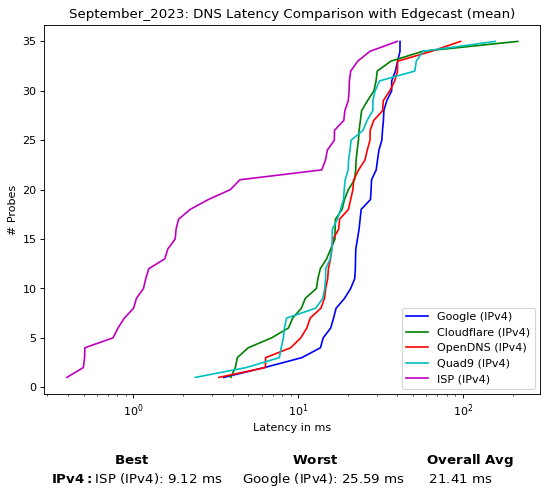 September_2023: DNS Latency Comparison with Edgecast (mean)
35
30
25
20
15
10
5
0
# Probes
Google (IPv4)
Cloudflare (IPv4)
OpenDNS (IPv4)
Quad9 (IPv4)
ISP (IPv4)
10⁰ 10¹ 10²
Latency in ms
Best Worst Overall Avg
IPv4: ISP (IPv4): 9.12 ms Google (IPv4): 25.59 ms 21.41 ms